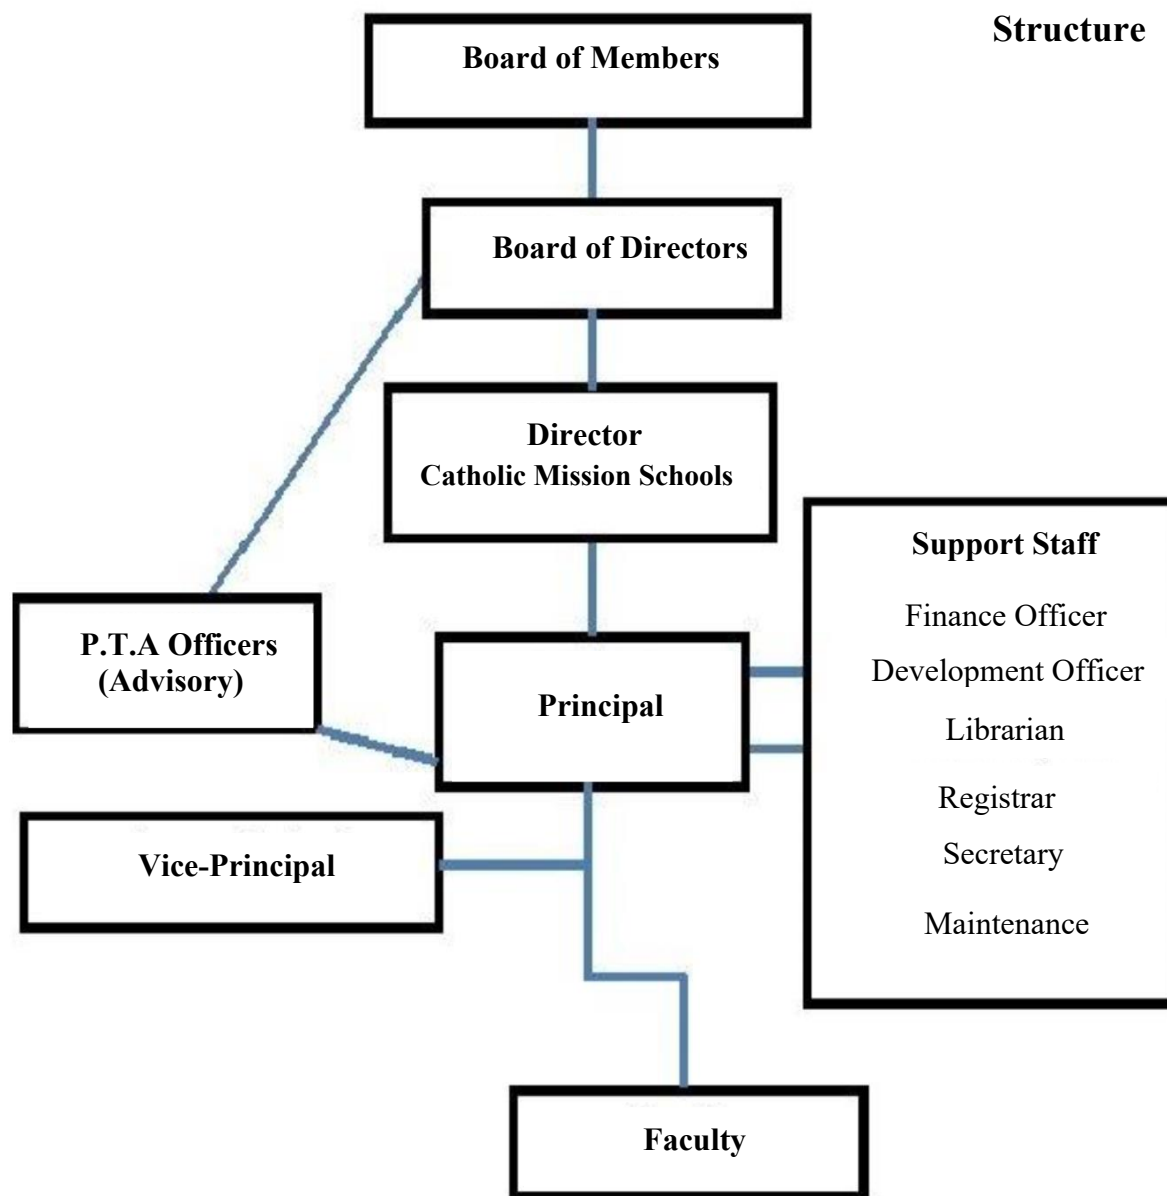 Structure
Board of Members
Board of Directors
Director
Catholic Mission Schools
Support Staff
Finance Officer
Development Officer
Librarian
Registrar
Secretary
Maintenance
P.T.A Officers
(Advisory)
Principal
Vice-Principal
Faculty